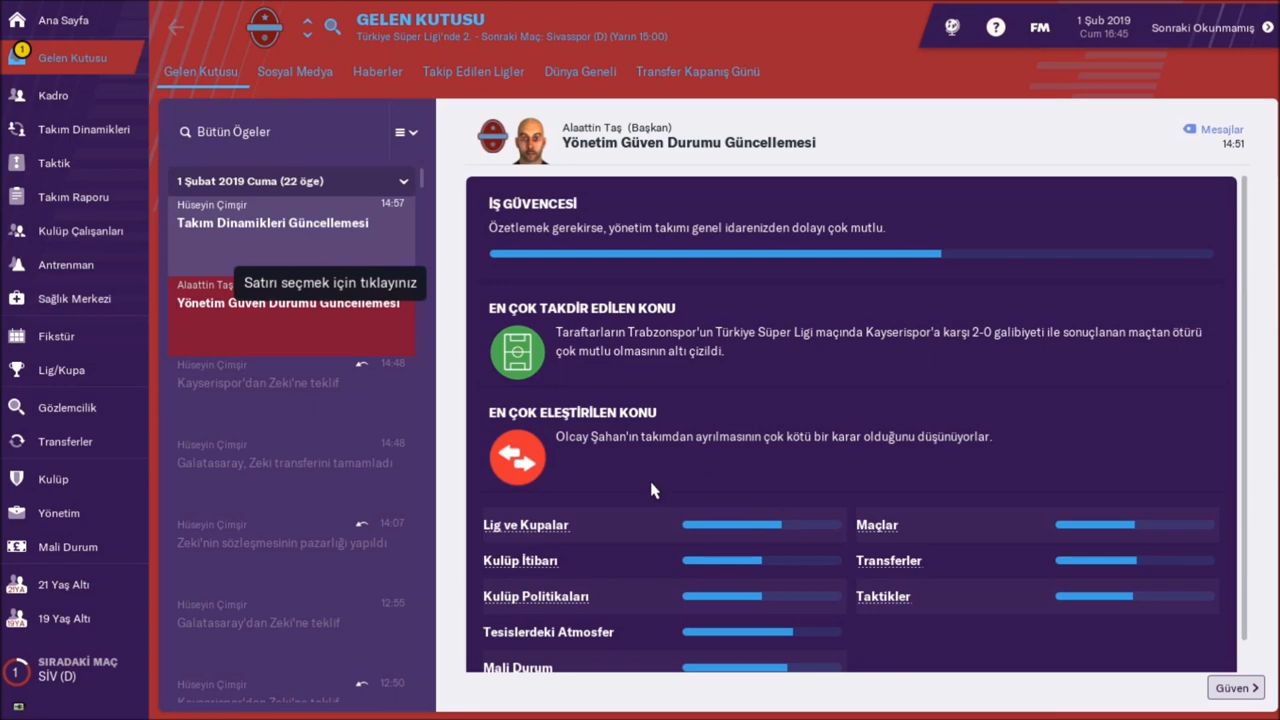 Ana Sayfa
1
Gelen Kutusu
Kadro
Takım Dinamikleri
Taktik
Takım Raporu
Kulüp Çalışanları
Antrenman
Sağlık Merkezi
Fikstür
Lig/Kupa
Gözlemcilik
Transferler
Kulüp
Yönetim
Mali Durum
21YA
21 Yaş Altı
19YA
19 Yaş Altı
1
SIRADAKİ MAÇ
SİV (D)
GELEN KUTUSU
Türkiye Süper Ligi'nde 2. - Sonraki Maç: Sivasspor (D) (Yarın 15:00)
?
FM
1 Şub 2019
Cum 16:45
Sonraki Okunmamış
Gelen Kutusu
Sosyal Medya
Haberler
Takip Edilen Ligler
Dünya Geneli
Transfer Kapanış Günü
Bütün Ögeler
1 Şubat 2019 Cuma (22 öge)
Hüseyin Çimşir 14:57
Takım Dinamikleri Güncellemesi
Satırı seçmek için tıklayınız
Alaattin Taş
Yönetim Güven Durumu Güncellemesi
Hüseyin Çimşir 14:48
Kayserispor'dan Zeki'ne teklif
Hüseyin Çimşir 14:48
Galatasaray, Zeki transferini tamamladı
Hüseyin Çimşir 14:07
Zeki'nin sözleşmesinin pazarlığı yapıldı
Hüseyin Çimşir 12:55
Galatasaray'dan Zeki'ne teklif
Hüseyin Çimşir 12:50
Kayserispor'dan Zeki'ne teklif
Alaattin Taş (Başkan)
Yönetim Güven Durumu Güncellemesi
Mesajlar
14:51
İŞ GÜVENCESİ
Özetlemek gerekirse, yönetim takımı genel idarenizden dolayı çok mutlu.
EN ÇOK TAKDİR EDİLEN KONU
Taraftarların Trabzonspor'un Türkiye Süper Ligi maçında Kayserispor'a karşı 2-0 galibiyeti ile sonuçlanan maçtan ötürü
çok mutlu olmasının altı çizildi.
EN ÇOK ELEŞTİRİLEN KONU
Olcay Şahan'ın takımdan ayrılmasının çok kötü bir karar olduğunu düşünüyorlar.
Lig ve Kupalar
Maçlar
Kulüp İtibarı
Transferler
Kulüp Politikaları
Taktikler
Tesislerdeki Atmosfer
Mali Durum
Güven